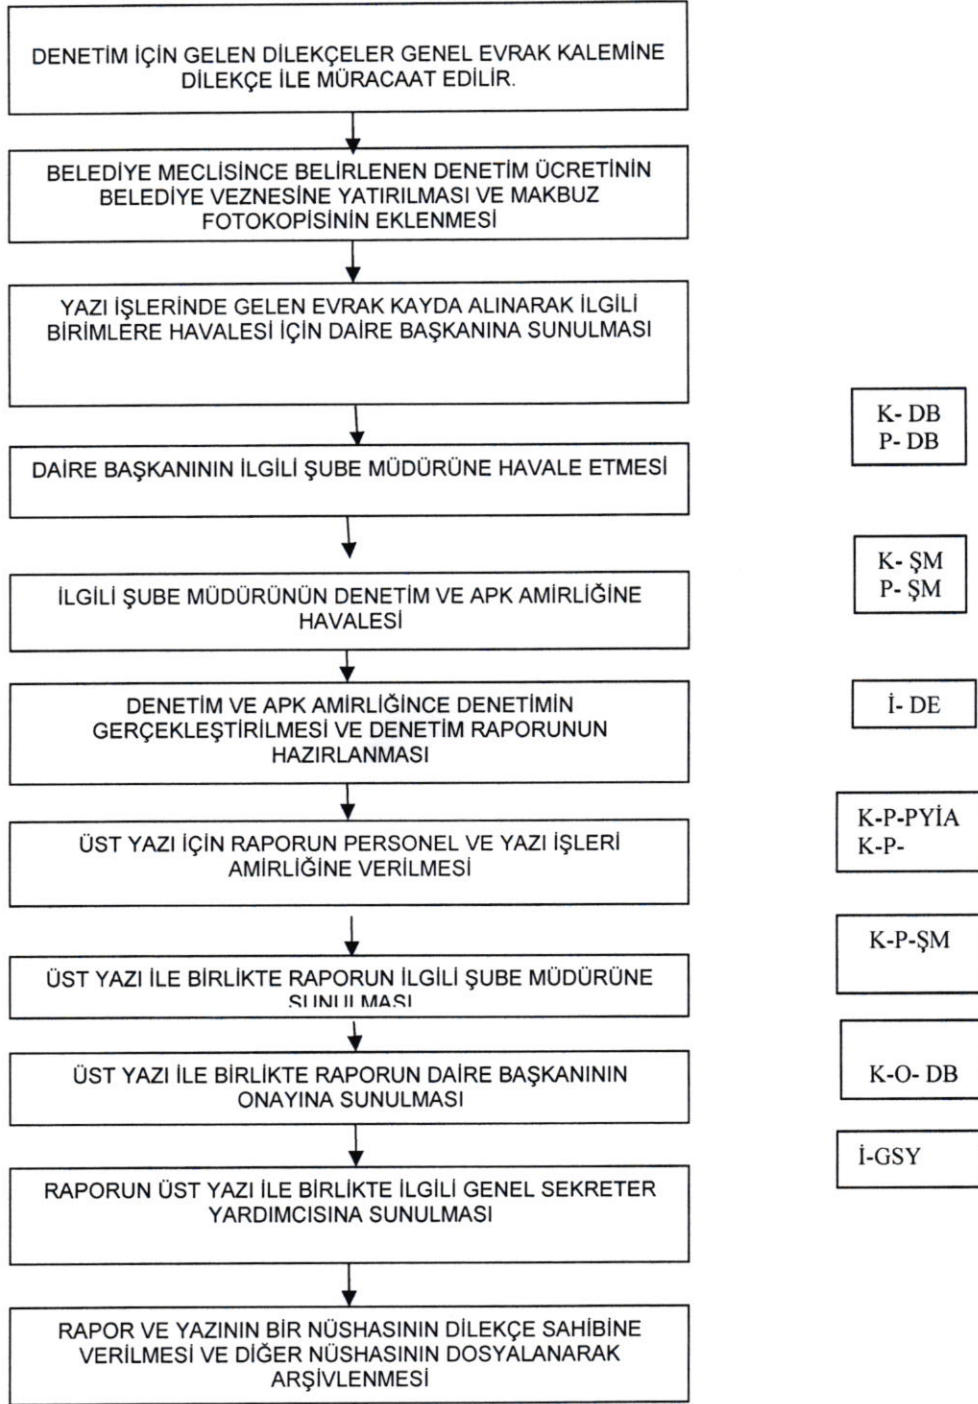 DENETİM İÇİN GELEN DİLEKÇELER GENEL EVRAK KALEMİNE
DİLEKÇE İLE MÜRACAAT EDİLİR.
BELEDİYE MECLİSİNCE BELİRLENEN DENETİM ÜCRETİNİN
BELEDİYE VEZNESİNE YATIRILMASI VE MAKBUZ
FOTOKOPİSİNİN EKLENMESİ
YAZI İŞLERİNDE GELEN EVRAK KAYDA ALINARAK İLGİLİ
BİRİMLERE HAVALESİ İÇİN DAİRE BAŞKANINA SUNULMASI
K- DB
P- DB
DAİRE BAŞKANININ İLGİLİ ŞUBE MÜDÜRÜNE HAVALE ETMESİ
K- ŞM
P- ŞM
İLGİLİ ŞUBE MÜDÜRÜNÜN DENETİM VE APK AMİRLİĞİNE
HAVALESİ
DENETİM VE APK AMİRLİĞİNCE DENETİMİN
GERÇEKLEŞTİRİLMESİ VE DENETİM RAPORUNUN
HAZIRLANMASI
İ- DE
ÜST YAZI İÇİN RAPORUN PERSONEL VE YAZI İŞLERİ
AMİRLİĞİNE VERİLMESİ
K-P-PYİA
K-P-
ÜST YAZI İLE BİRLİKTE RAPORUN İLGİLİ ŞUBE MÜDÜRÜNE
SUNULMASI
K-P-ŞM
ÜST YAZI İLE BİRLİKTE RAPORUN DAİRE BAŞKANININ
ONAYINA SUNULMASI
K-O- DB
RAPORUN ÜST YAZI İLE BİRLİKTE İLGİLİ GENEL SEKRETER
YARDIMCISINA SUNULMASI
İ-GSY
RAPOR VE YAZININ BİR NÜSHASININ DİLEKÇE SAHİBİNE
VERİLMESİ VE DİĞER NÜSHASININ DOSYALANARAK
ARŞİVLENMESİ